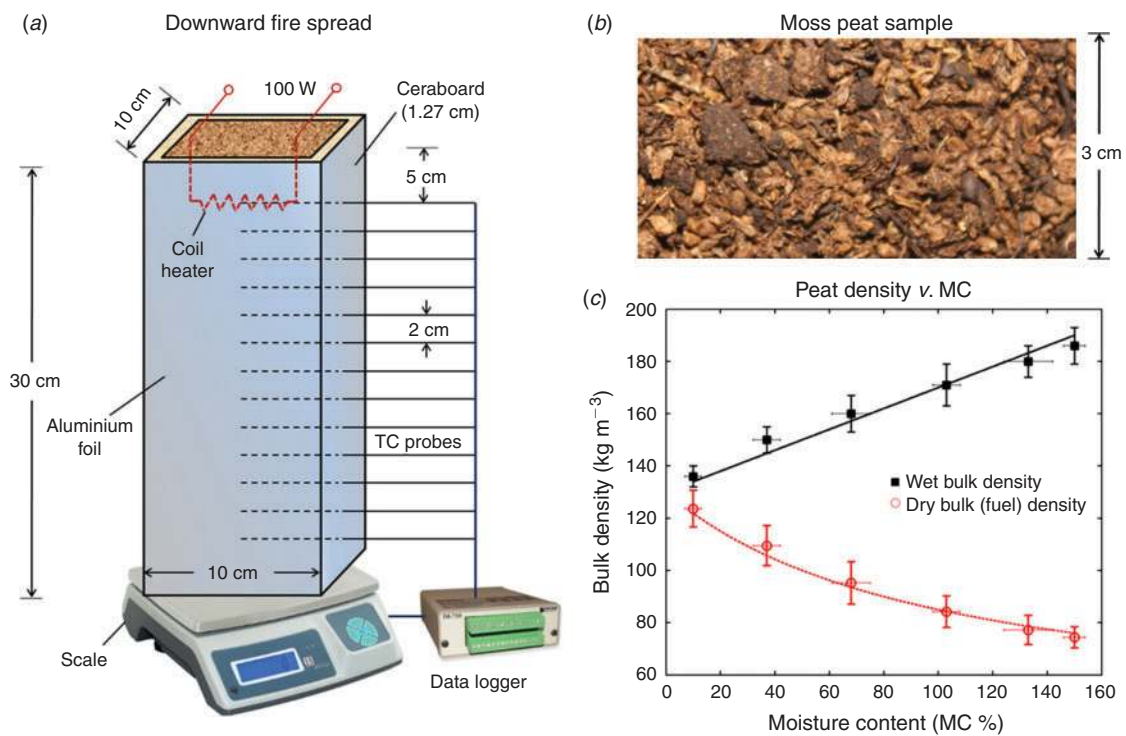 (a)
Downward fire spread
10 cm
100 W
Ceraboard
(1.27 cm)
5 cm
Coil
heater
2 cm
30 cm
Aluminium
foil
TC probes
10 cm
Scale
Data logger
(b)
Moss peat sample
3 cm
(c)
Peat density v. MC
200
180
160
140
120
100
80
60
Bulk density (kg m−3)
Wet bulk density
Dry bulk (fuel) density
0 20 40 60 80 100 120 140 160
Moisture content (MC %)